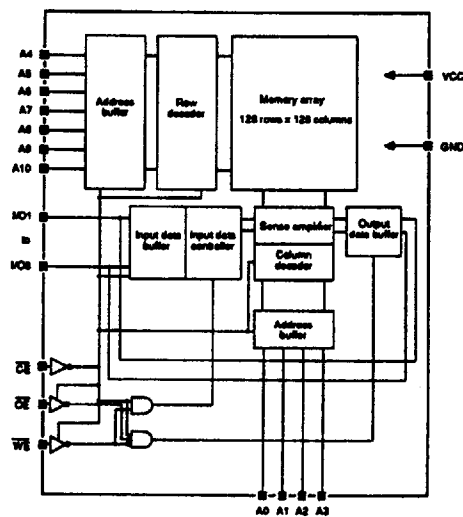 A4
A5
A6
A7
A8
A9
A10
Address
buffer
Row
decoder
Memory array
128 rows x 128 columns
VCC
GND
I/O1
to
I/O8
Input data
buffer
Input data
controller
Sense amplifier
Column
decoder
Output
data buffer
Address
buffer
CE
OE
WE
A0 A1 A2 A3